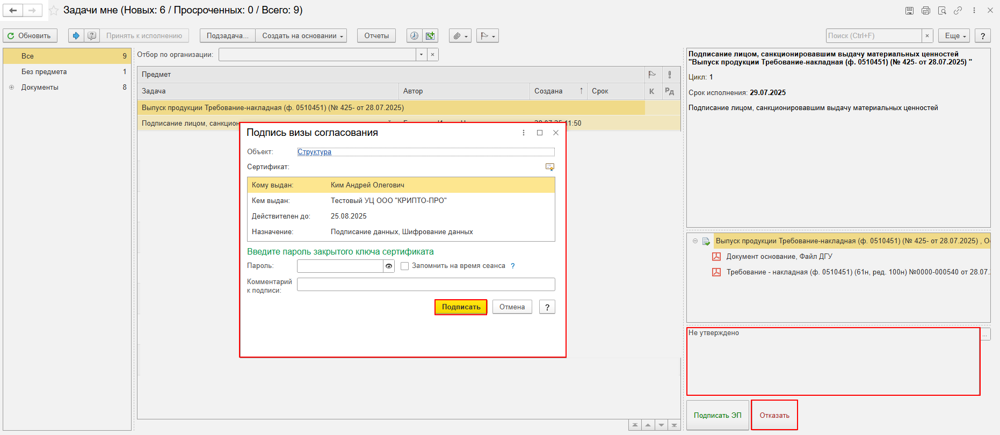 Задачи мне (Новых: 6 / Просроченных: 0 / Всего: 9)
Обновить
Принять к исполнению
Подзадача...
Создать на основании
Отчеты
Поиск (Ctrl+F)
×
Еще
?
Все 9
Без предмета 1
Документы 8
Отбор по организации:
×
Предмет
Задача Автор Создана ↑ Срок К Рд
Выпуск продукции Требование-накладная (ф. 0510451) (№ 425- от 28.07.2025)
Подписание лицом, санкцион
11:50
Подпись визы согласования
Объект: Структура
Сертификат:
Кому выдан: Ким Андрей Олегович
Кем выдан: Тестовый УЦ ООО "КРИПТО-ПРО"
Действителен до: 25.08.2025
Назначение: Подписание данных, Шифрование данных
Введите пароль закрытого ключа сертификата
Пароль: Запомнить на время сеанса ?
Комментарий
к подписи:
Подписать Отмена ?
Подписание лицом, санкционировавшим выдачу материальных ценностей
"Выпуск продукции Требование-накладная (ф. 0510451) (№ 425- от 28.07.2025) "
Цикл: 1
Срок исполнения: 29.07.2025
Подписание лицом, санкционировавшим выдачу материальных ценностей
Выпуск продукции Требование-накладная (ф. 0510451) (№ 425- от 28.07.2025) , Ос
Документ основание, Файл ДГУ
Требование - накладная (ф. 0510451) (61н, ред. 100н) №0000-000540 от 28.07.
Не утверждено
...
Подписать ЭП Отказать